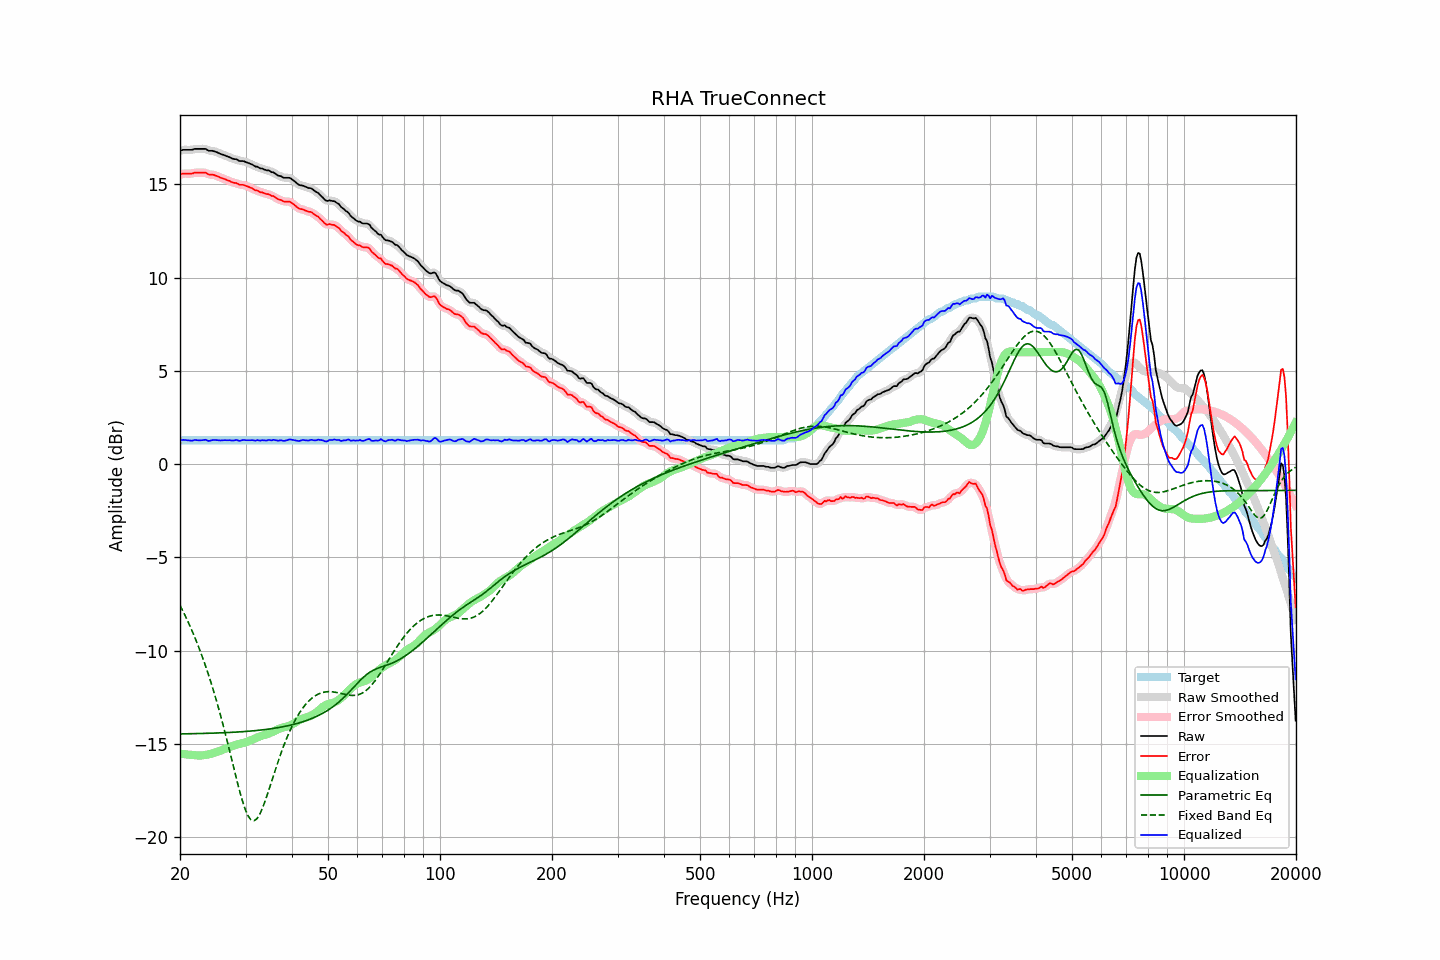 RHA TrueConnect
Amplitude (dBr)
15
10
5
0
−5
−10
−15
−20
20
50
100
200
500
1000
2000
5000
10000
20000
Frequency (Hz)
Target
Raw Smoothed
Error Smoothed
Raw
Error
Equalization
Parametric Eq
Fixed Band Eq
Equalized